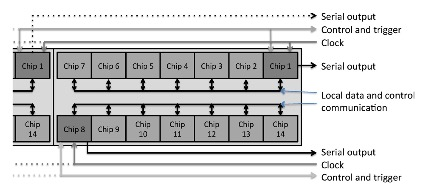 Serial output
Control and trigger
Clock
Chip 1
Chip 7
Chip 6
Chip 5
Chip 4
Chip 3
Chip 2
Chip 1
Serial output
Local data and control
communication
Chip
14
Chip 8
Chip 9
Chip
10
Chip
11
Chip
12
Chip
13
Chip
14
Serial output
Clock
Control and trigger